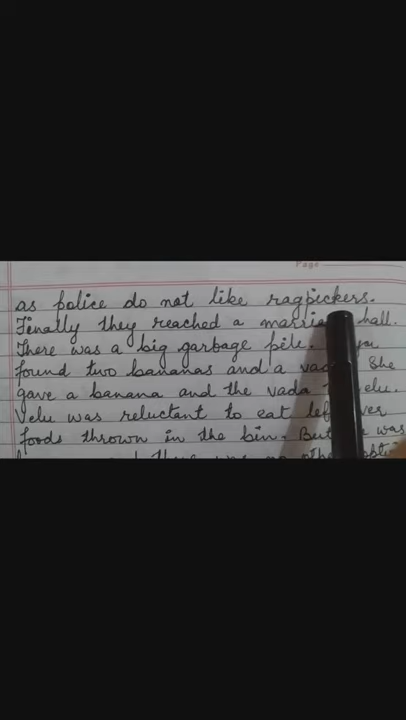 Page
as police do not like ragpickers.
Finally they reached a marria hall.
There was a big garbage pile.
found two bananas and a va She
gave a banana and the vada elu.
Velu was reluctant to eat lef ver
foods thrown in the bin. But was